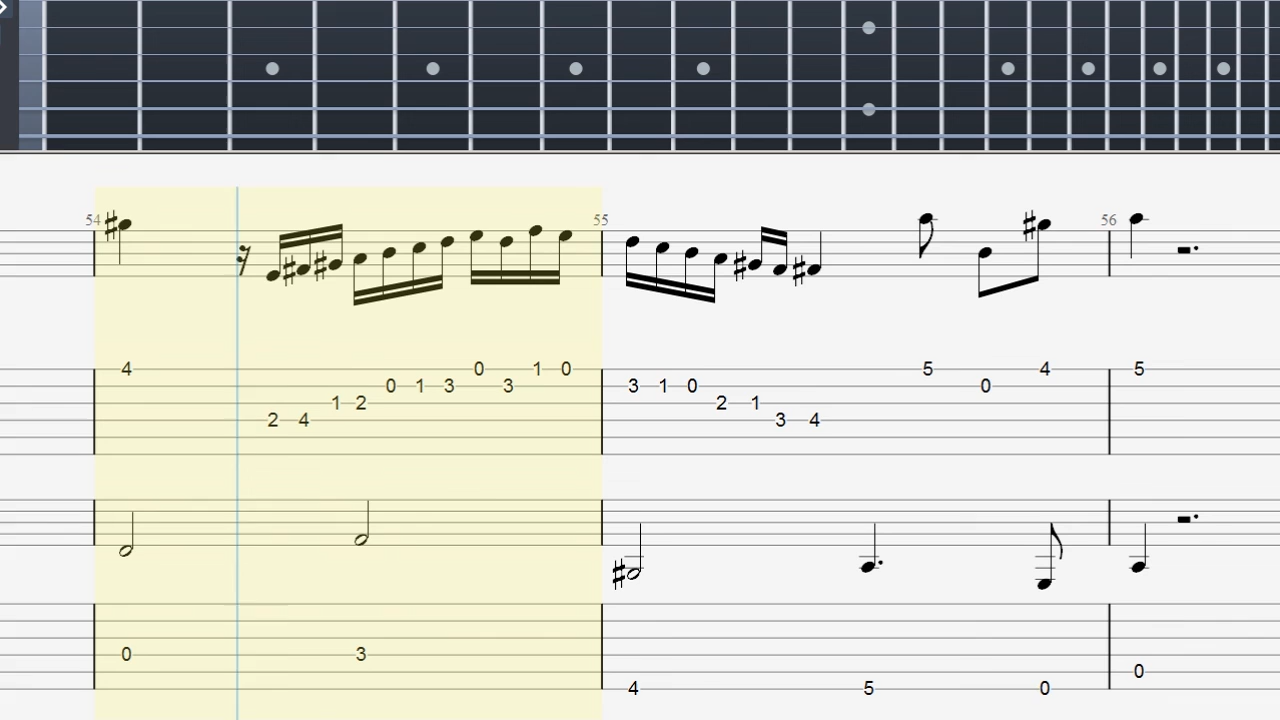 54 55 56
4 0 1 0 5 4 5
0 1 3 3 3 1 0 0
1 2 2 1
2 4 3 4
0 3
0
4 5 0